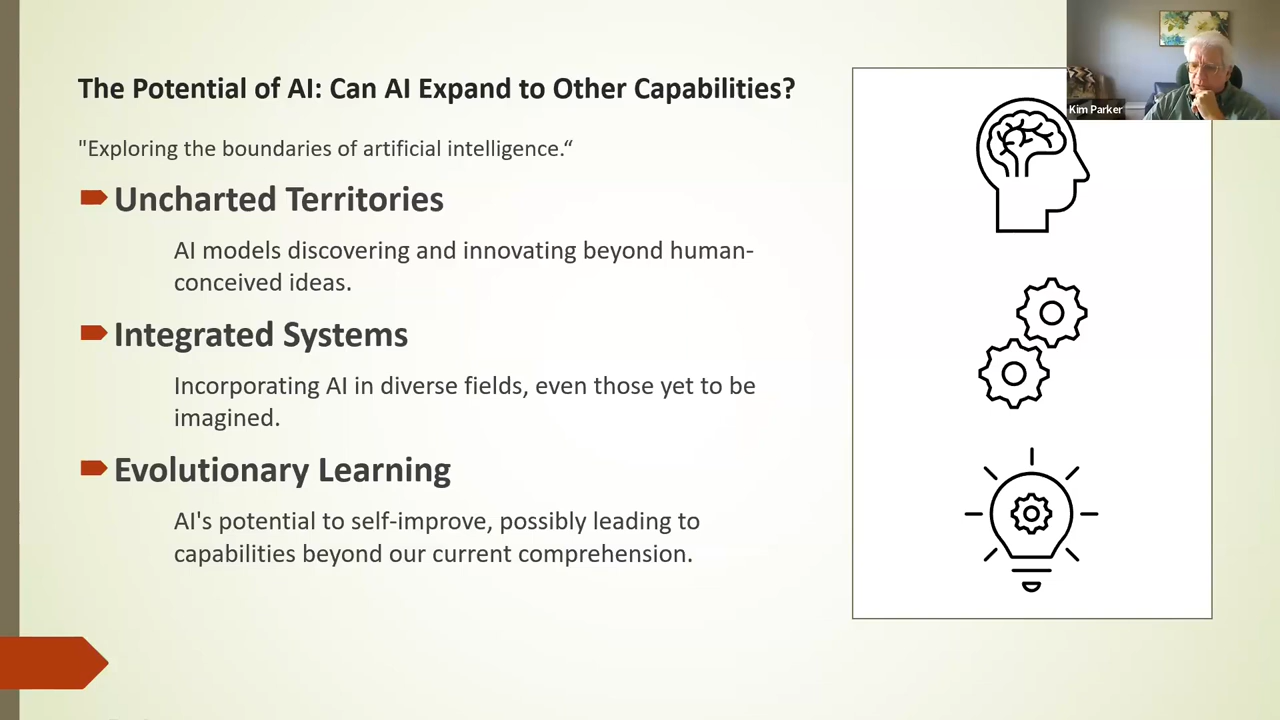 The Potential of AI: Can AI Expand to Other Capabilities?
"Exploring the boundaries of artificial intelligence.“
Uncharted Territories
AI models discovering and innovating beyond human-
conceived ideas.
Integrated Systems
Incorporating AI in diverse fields, even those yet to be
imagined.
Evolutionary Learning
AI's potential to self-improve, possibly leading to
capabilities beyond our current comprehension.
Kim Parker